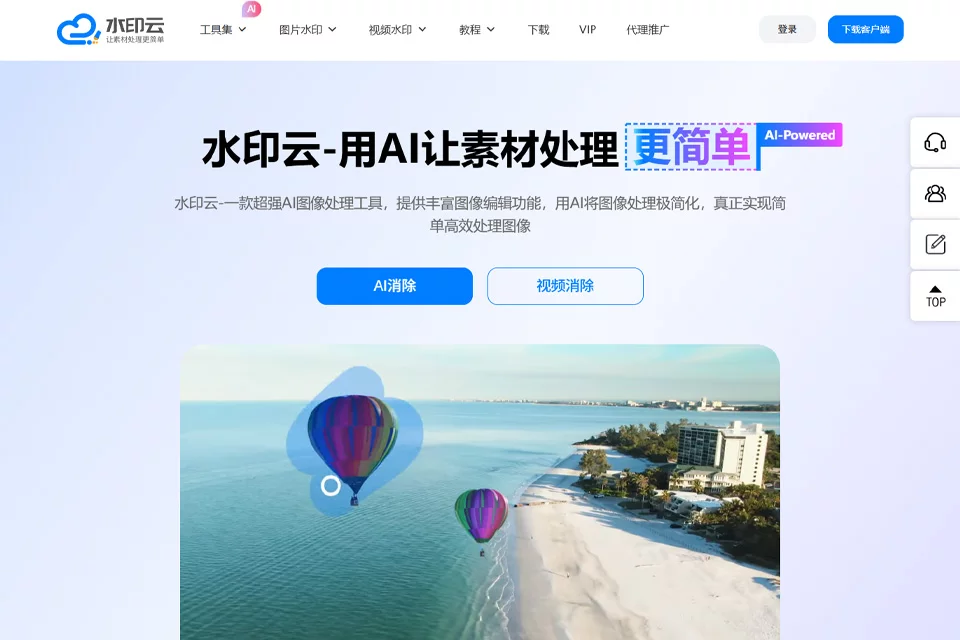 水印云
让素材处理更简单
工具集
AI
图片水印
视频水印
教程
下载
VIP
代理推广
登录
下载客户端
水印云-用AI让素材处理 更简单
AI-Powered
水印云-一款超强AI图像处理工具，提供丰富图像编辑功能，用AI将图像处理极简化，真正实现简
单高效处理图像
AI消除
视频消除
TOP